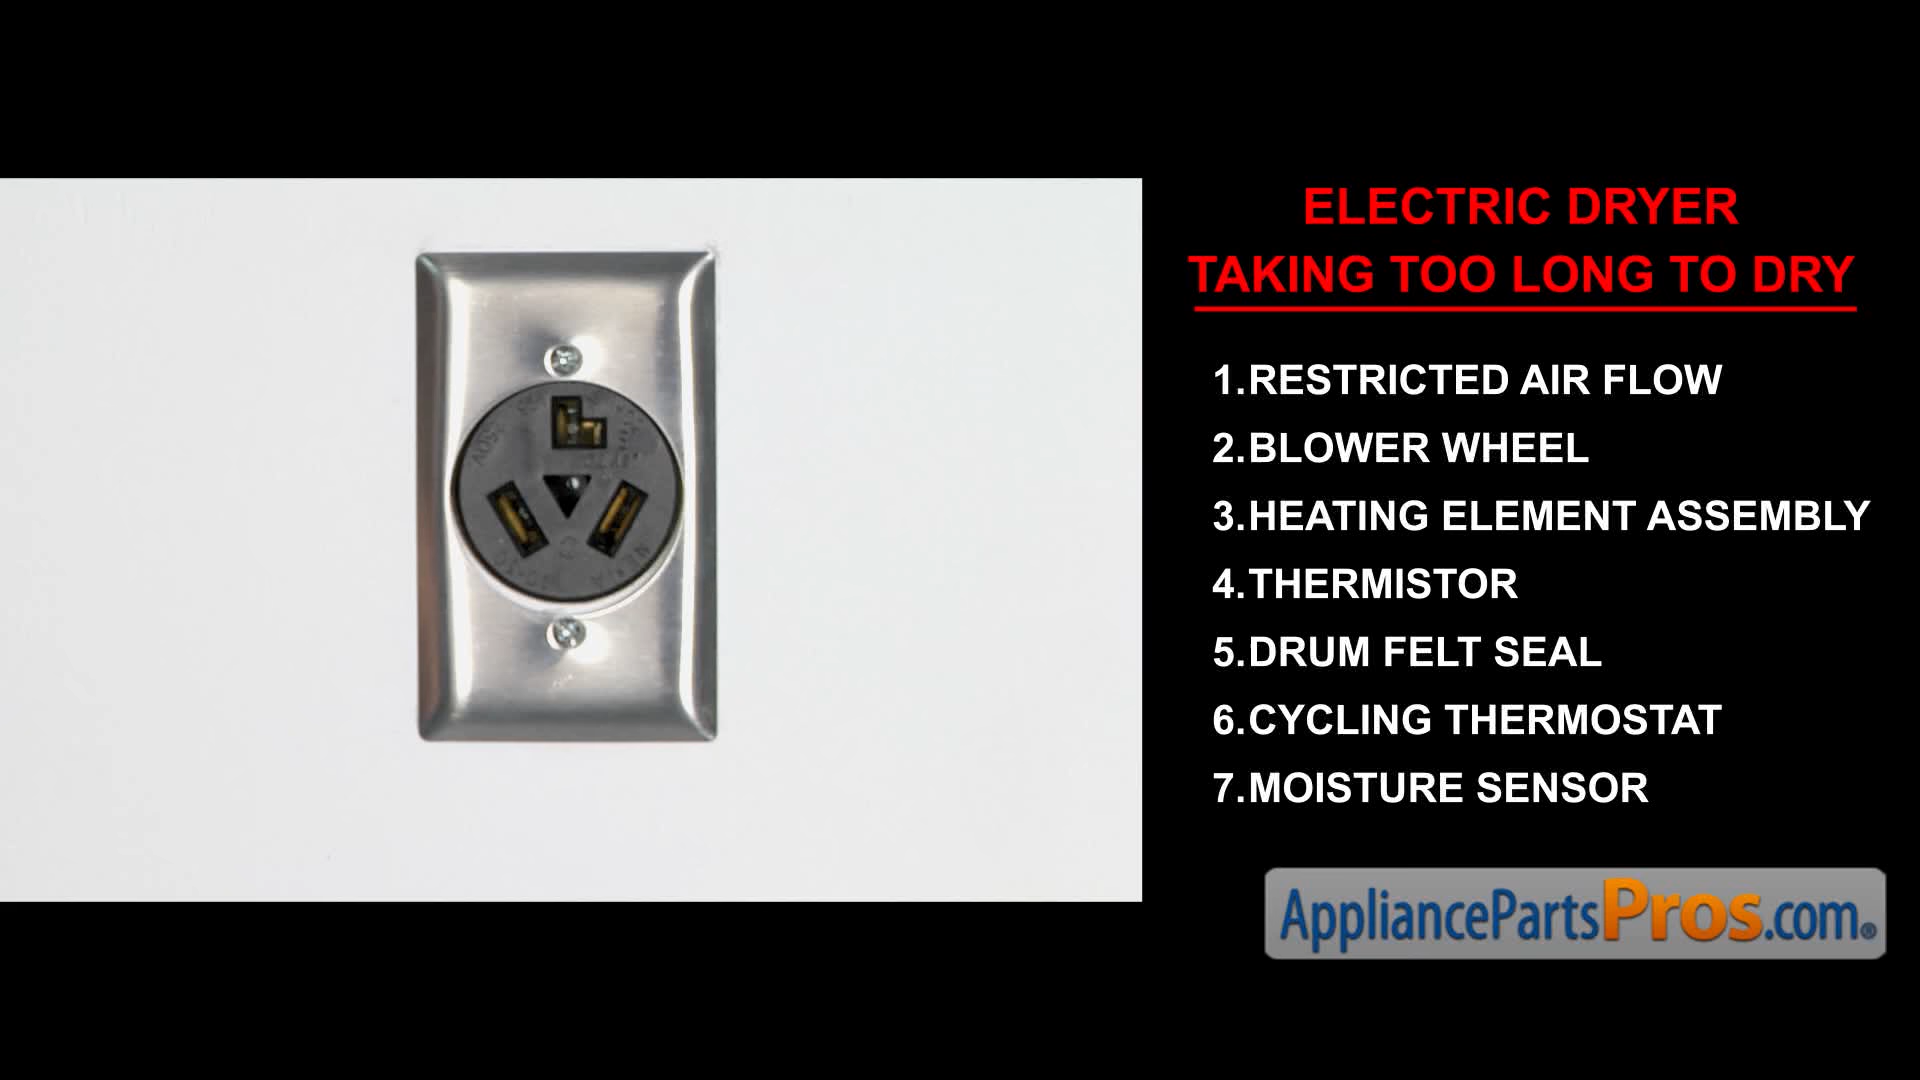 ELECTRIC DRYER
TAKING TOO LONG TO DRY
1.RESTRICTED AIR FLOW
2.BLOWER WHEEL
3.HEATING ELEMENT ASSEMBLY
4.THERMISTOR
5.DRUM FELT SEAL
6.CYCLING THERMOSTAT
7.MOISTURE SENSOR
AppliancePartsPros.com®